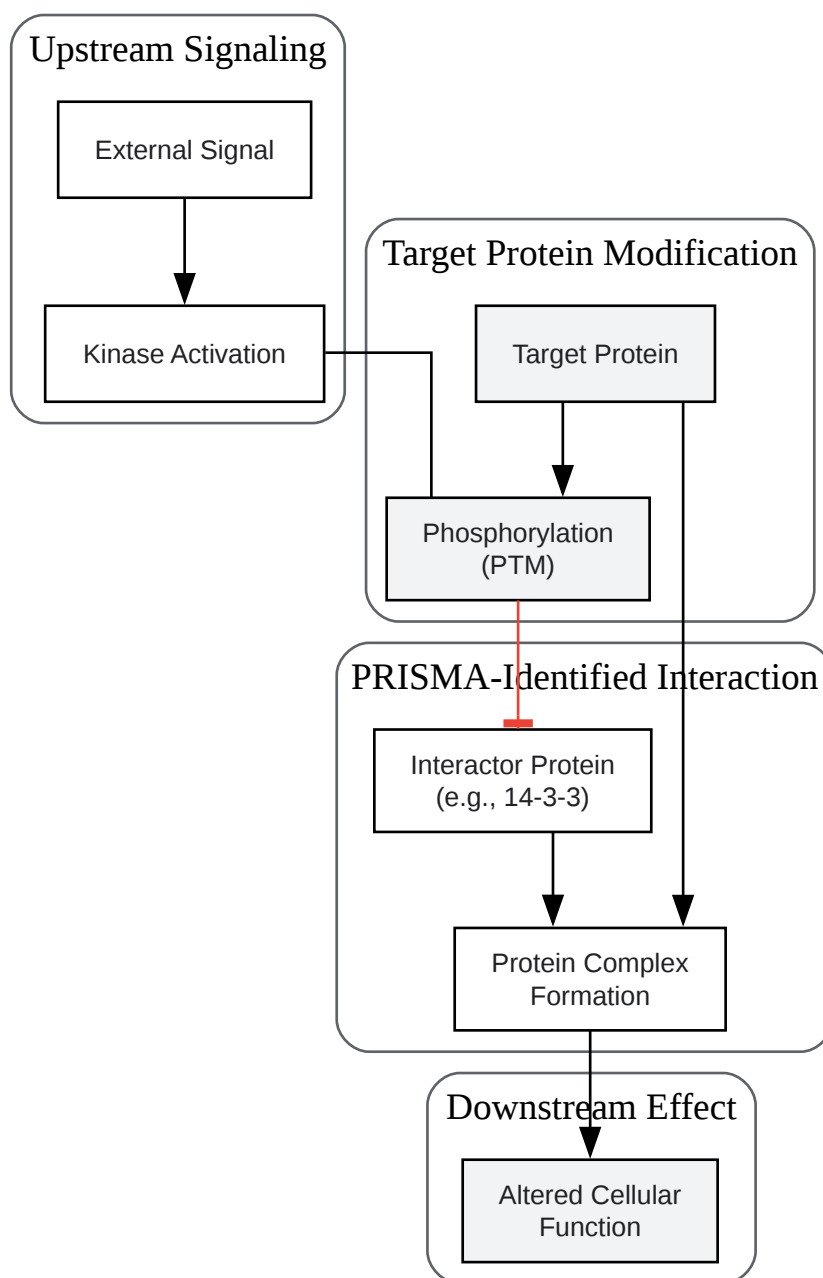 Upstream Signaling
External Signal
Kinase Activation
Target Protein Modification
Target Protein
Phosphorylation
(PTM)
PRISMA-Identified Interaction
Interactor Protein
(e.g., 14-3-3)
Protein Complex
Formation
Downstream Effect
Altered Cellular
Function